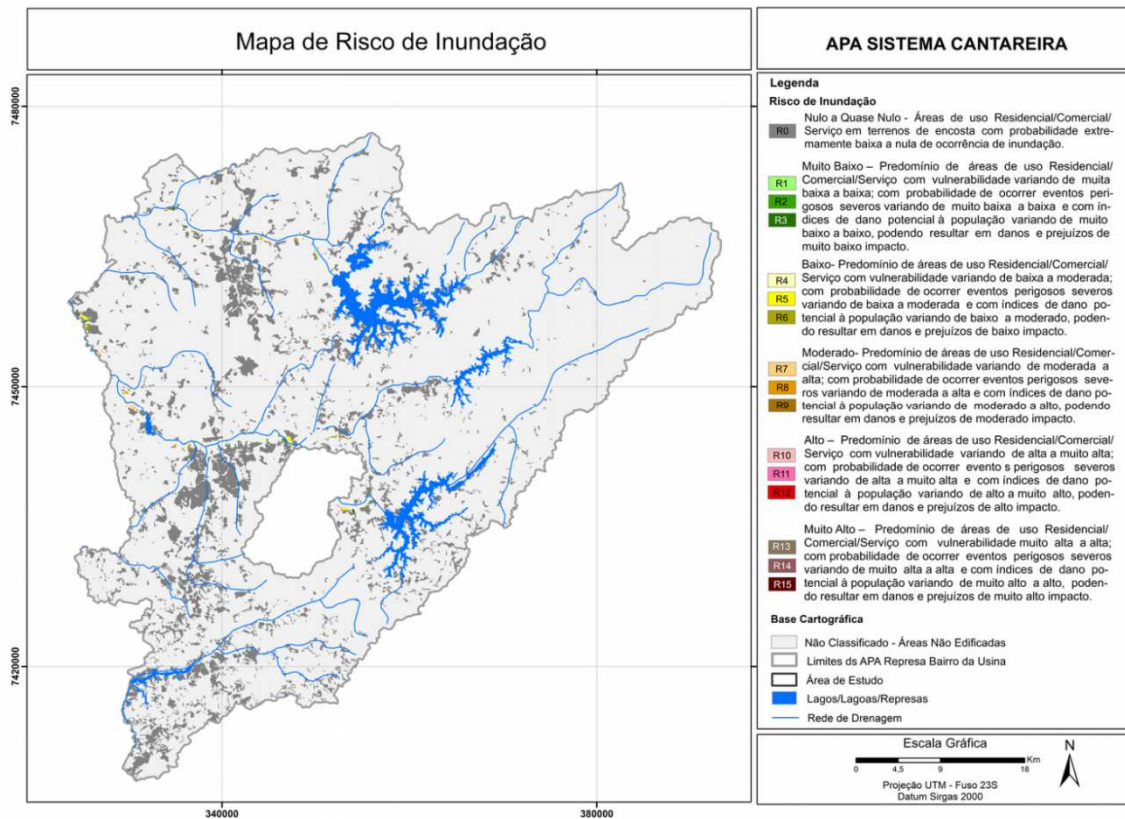 Mapa de Risco de Inundação
APA SISTEMA CANTAREIRA
7480000
7450000
7420000
340000
380000
Legenda
Risco de Inundação
R0
Nulo a Quase Nulo - Áreas de uso Residencial/Comercial/
Serviço em terrenos de encosta com probabilidade extre-
mamente baixa a nula de ocorrência de inundação.
R1
R2
R3
Muito Baixo – Predomínio de áreas de uso Residencial/
Comercial/Serviço com vulnerabilidade variando de muita
baixa a baixa; com probabilidade de ocorrer eventos peri-
gosos severos variando de muito baixa a baixa e com ín-
dices de dano potencial à população variando de muito
baixo a baixo, podendo resultar em danos e prejuízos de
muito baixo impacto.
R4
R5
R6
Baixo- Predomínio de áreas de uso Residencial/Comercial/
Serviço com vulnerabilidade variando de baixa a moderada;
com probabilidade de ocorrer eventos perigosos severos
variando de baixa a moderada e com índices de dano po-
tencial à população variando de baixo a moderado, poden-
do resultar em danos e prejuízos de baixo impacto.
R7
R8
R9
Moderado- Predomínio de áreas de uso Residencial/Comer-
cial/Serviço com vulnerabilidade variando de moderada a
alta; com probabilidade de ocorrer eventos perigosos seve-
ros variando de moderada a alta e com índices de dano po-
tencial à população variando de moderado a alto, podendo
resultar em danos e prejuízos de moderado impacto.
R10
R11
R12
Alto – Predomínio de áreas de uso Residencial/Comercial/
Serviço com vulnerabilidade variando de alta a muito alta;
com probabilidade de ocorrer evento s perigosos severos
variando de alta a muito alta e com índices de dano po-
tencial à população variando de alto a muito alto, poden-
do resultar em danos e prejuízos de alto impacto.
R13
R14
R15
Muito Alto – Predomínio de áreas de uso Residencial/
Comercial/Serviço com vulnerabilidade muito alta a alta;
com probabilidade de ocorrer eventos perigosos severos
variando de muito alta a alta e com índices de dano po-
tencial à população variando de muito alto a alto, poden-
do resultar em danos e prejuízos de muito alto impacto.
Base Cartográfica
Não Classificado - Áreas Não Edificadas
Limites ds APA Represa Bairro da Usina
Área de Estudo
Lagos/Lagoas/Represas
Rede de Drenagem
Escala Gráfica
N
Km
0 4,5 9 18
Projeção UTM - Fuso 23S
Datum Sirgas 2000